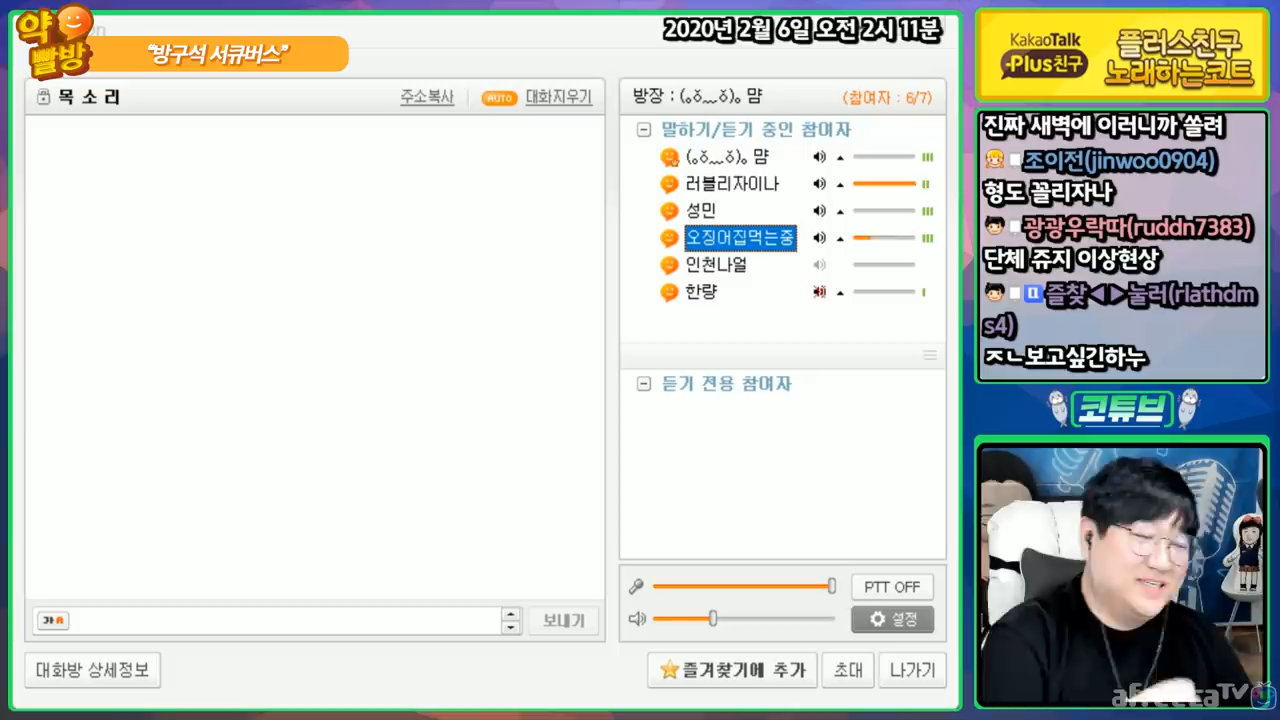 약빨방
"방구석 서큐버스"
2020년 2월 6일 오전 2시 11분
목 소 리
주소복사
AUTO 대화지우기
방장 : (｡ŏ﹏ŏ)｡ 먐
(참여자 : 6/7)
말하기/듣기 중인 참여자
(｡ŏ﹏ŏ)｡ 먐
러블리자이나
성민
오징어집먹는중
인천나얼
한량
듣기 전용 참여자
PTT OFF
설정
가A
보내기
대화방 상세정보
즐겨찾기에 추가
초대
나가기
KakaoTalk
Plus친구
플러스친구
노래하는코트
진짜 새벽에 이러니까 쏠려
조이전(jinwoo0904)
형도 꼴리자나
광광우락따(ruddn7383)
단체 쥬지 이상현상
즐찾◀▶눌러(rlathdm
s4)
ㅈㄴ보고싶긴하누
코튜브
afreecaTV